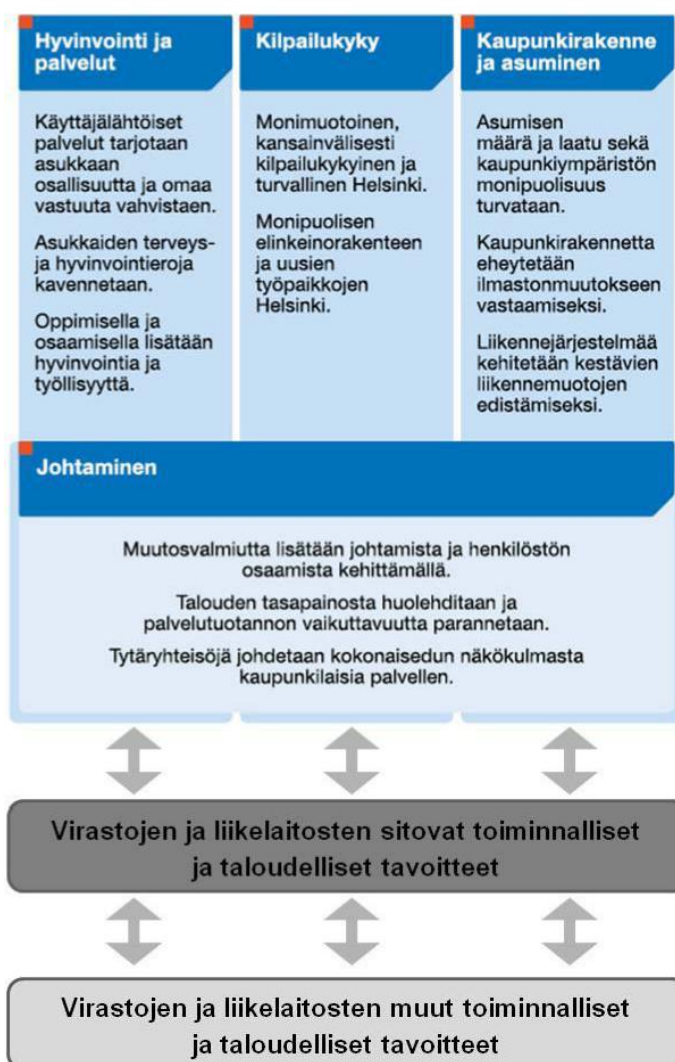 Hyvinvointi ja
palvelut
Käyttäjälähtöiset
palvelut tarjotaan
asukkaan
osallisuutta ja omaa
vastuuta vahvistaen.
Asukkaiden terveys-
ja hyvinvointieroja
kavennetaan.
Oppimisella ja
osaamisella lisätään
hyvinvointia ja
työllisyyttä.
Kilpailukyky
Monimuotoinen,
kansainvälisesti
kilpailukykyinen ja
turvallinen Helsinki.
Monipuolisen
elinkeinorakenteen
ja uusien
työpaikkojen
Helsinki.
Kaupunkirakenne
ja asuminen
Asumisen
määrä ja laatu sekä
kaupunkiympäristön
monipuolisuus
turvataan.
Kaupunkirakennetta
eheytetään
ilmastonmuutokseen
vastaamiseksi.
Liikennejärjestelmää
kehitetään kestävien
liikennemuotojen
edistämiseksi.
Johtaminen
Muutosvalmiutta lisätään johtamista ja henkilöstön
osaamista kehittämällä.
Talouden tasapainosta huolehditaan ja
palvelutuotannon vaikuttavuutta parannetaan.
Tytäryhteisöjä johdetaan kokonaisedun näkökulmasta
kaupunkilaisia palvellen.
Virastojen ja liikelaitosten sitovat toiminnalliset
ja taloudelliset tavoitteet
Virastojen ja liikelaitosten muut toiminnalliset
ja taloudelliset tavoitteet